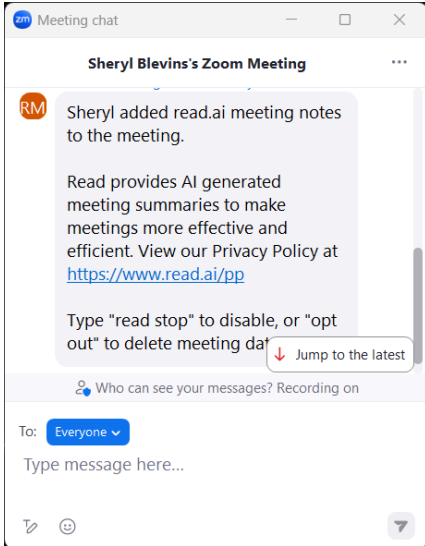 zm Meeting chat
Sheryl Blevins's Zoom Meeting
RM
Sheryl added read.ai meeting notes
to the meeting.
Read provides AI generated
meeting summaries to make
meetings more effective and
efficient. View our Privacy Policy at
https://www.read.ai/pp
Type "read stop" to disable, or "opt
out" to delete meeting
Jump to the latest
Who can see your messages? Recording on
To: Everyone
Type message here...